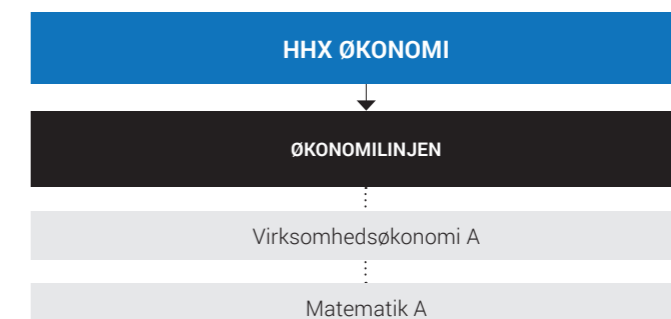 HHX ØKONOMI
ØKONOMILINJEN
Virksomhedsøkonomi A
Matematik A